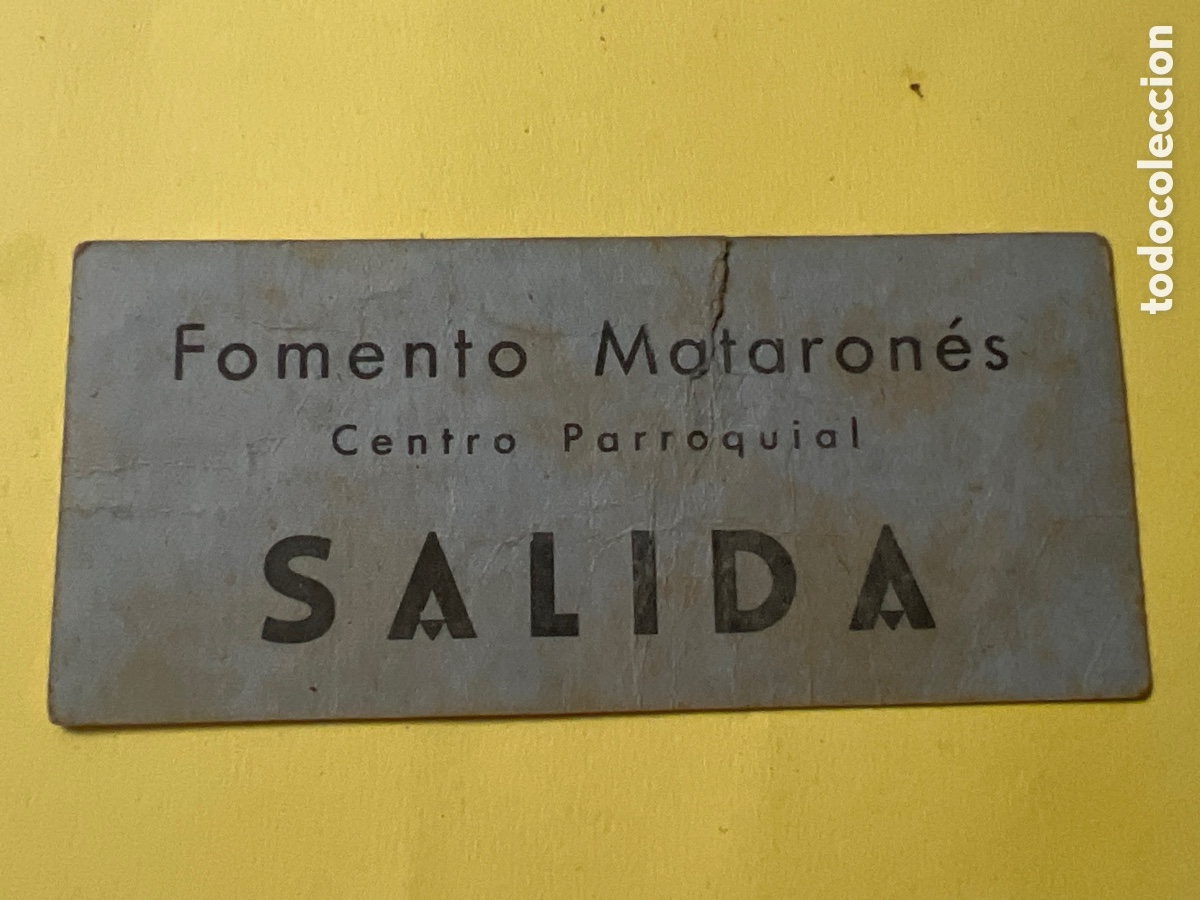 Fomento Mataronés
Centro Parroquial
SALIDA
todocoleccion